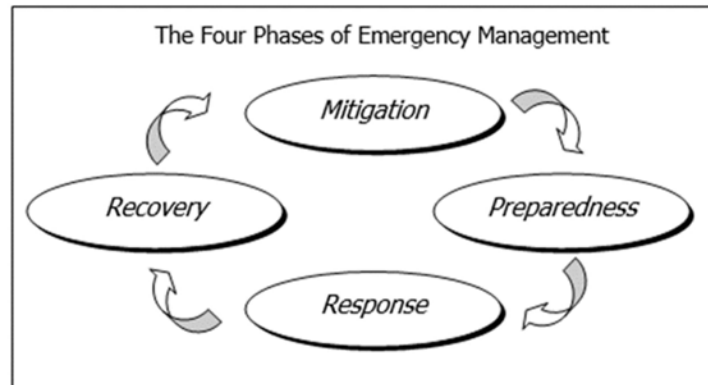 The Four Phases of Emergency Management
Mitigation
Recovery
Preparedness
Response